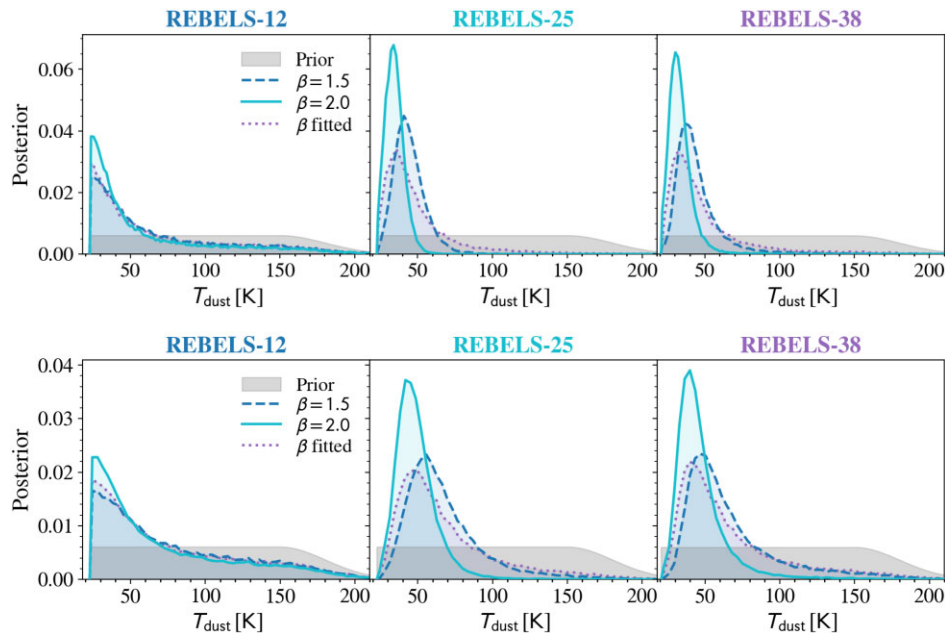 REBELS-12 REBELS-25 REBELS-38
Prior
β = 1.5
β = 2.0
β fitted
Posterior
0.06
0.04
0.02
0.00
50 100 150 200 50 100 150 200 50 100 150 200
T_dust [K] T_dust [K] T_dust [K]
REBELS-12 REBELS-25 REBELS-38
Prior
β = 1.5
β = 2.0
β fitted
Posterior
0.04
0.03
0.02
0.01
0.00
50 100 150 200 50 100 150 200 50 100 150 200
T_dust [K] T_dust [K] T_dust [K]